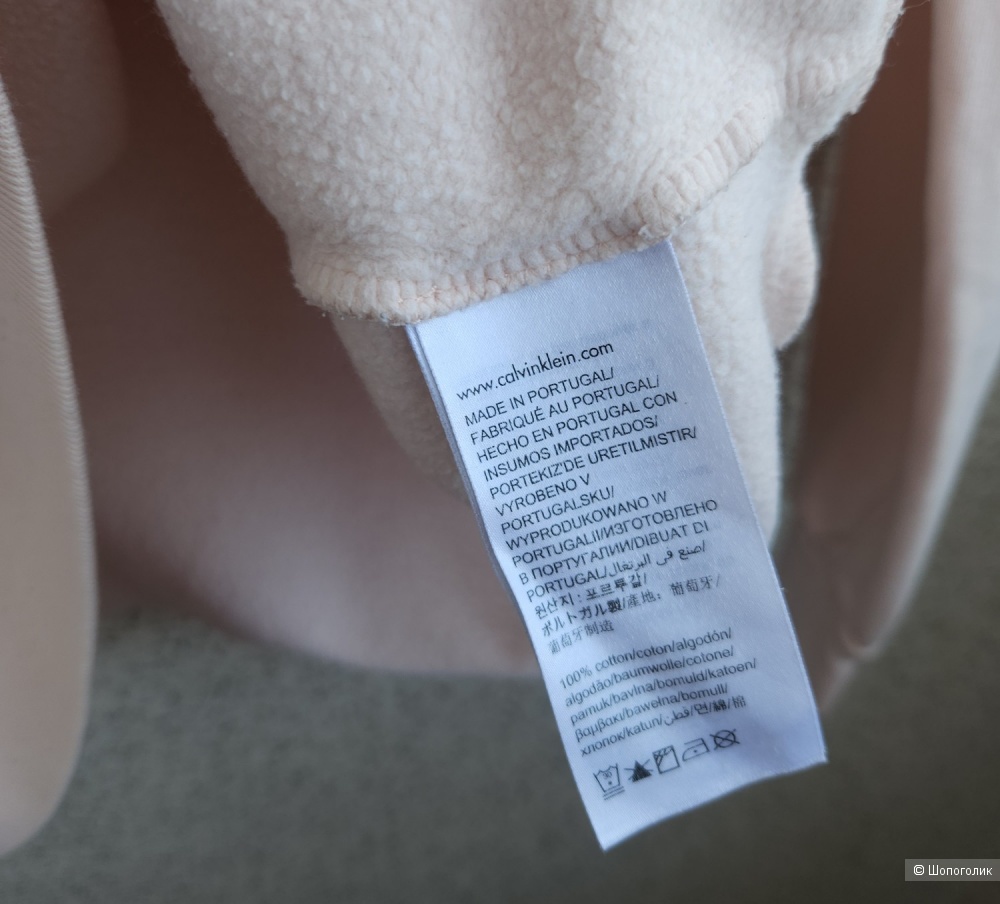 www.calvinklein.com
MADE IN PORTUGAL/
FABRIQUÉ AU PORTUGAL/
HECHO EN PORTUGAL CON
INSUMOS IMPORTADOS/
PORTEKIZ'DE URETILMISTIR/
VYROBENO V
PORTUGALSKU/
WYPRODUKOWANO W
PORTUGALII/ИЗГОТОВЛЕНО
В ПОРТУГАЛИИ/DIBUAT DI
PORTUGAL/صنع في البرتغال/
원산지 : 포르투갈/
ポルトガル製/產地：葡萄牙/
葡萄牙制造
100% cotton/coton/algodón/
algodão/baumwolle/cotone/
pamuk/bavlna/bomuld/katoen/
βαμβακι/bawełna/bomull/
хлопок/katun/قطن/면/綿/棉
© Шопоголик